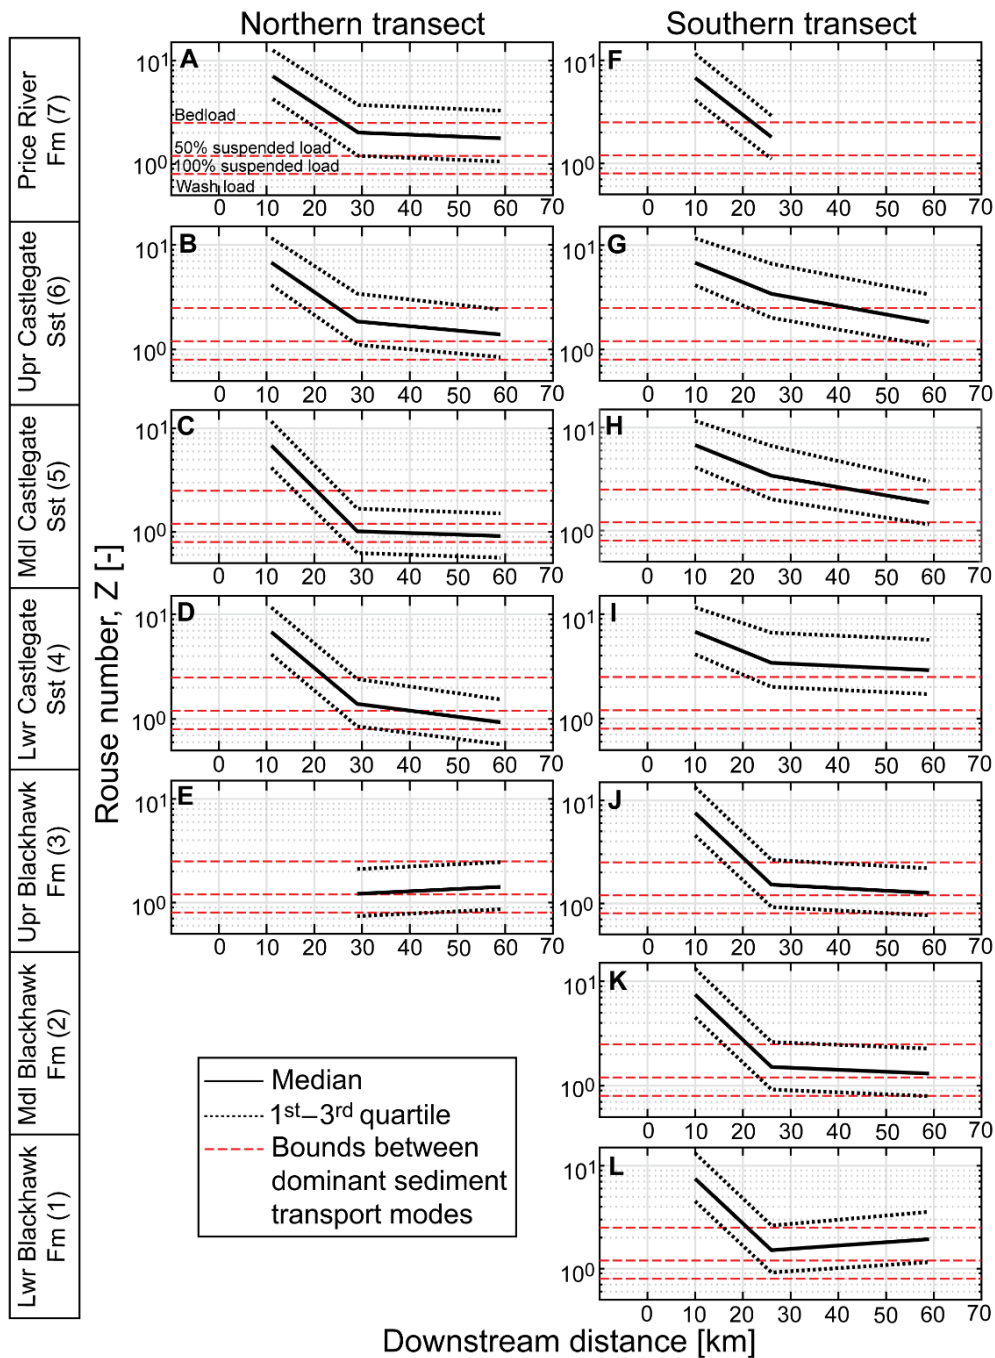 Northern transect
Southern transect
Price River
Fm (7)
Upr Castlegate
Sst (6)
Mdl Castlegate
Sst (5)
Lwr Castlegate
Sst (4)
Upr Blackhawk
Fm (3)
Mdl Blackhawk
Fm (2)
Lwr Blackhawk
Fm (1)
Rouse number, Z [-]
A
10¹
10⁰
Bedload
50% suspended load
100% suspended load
Wash load
0 10 20 30 40 50 60 70
F
10¹
10⁰
0 10 20 30 40 50 60 70
B
10¹
10⁰
0 10 20 30 40 50 60 70
G
10¹
10⁰
0 10 20 30 40 50 60 70
C
10¹
10⁰
0 10 20 30 40 50 60 70
H
10¹
10⁰
0 10 20 30 40 50 60 70
D
10¹
10⁰
0 10 20 30 40 50 60 70
I
10¹
10⁰
0 10 20 30 40 50 60 70
E
10¹
10⁰
0 10 20 30 40 50 60 70
J
10¹
10⁰
0 10 20 30 40 50 60 70
K
10¹
10⁰
0 10 20 30 40 50 60 70
L
10¹
10⁰
0 10 20 30 40 50 60 70
Median
1st–3rd quartile
Bounds between
dominant sediment
transport modes
Downstream distance [km]